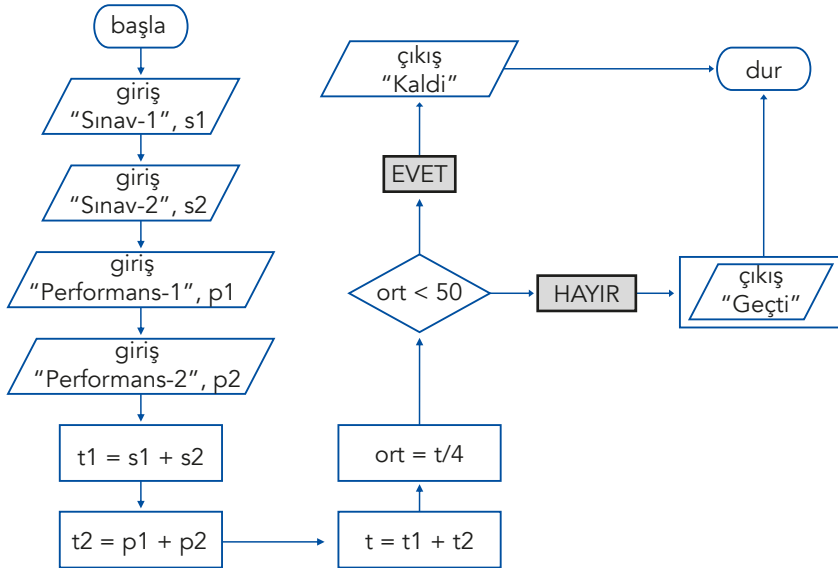 başla
giriş
“Sınav-1”, s1
giriş
“Sınav-2”, s2
giriş
“Performans-1”, p1
giriş
“Performans-2”, p2
t1 = s1 + s2
t2 = p1 + p2
t = t1 + t2
ort = t/4
ort < 50
EVET
çıkış
“Kaldi”
HAYIR
çıkış
“Geçti”
dur